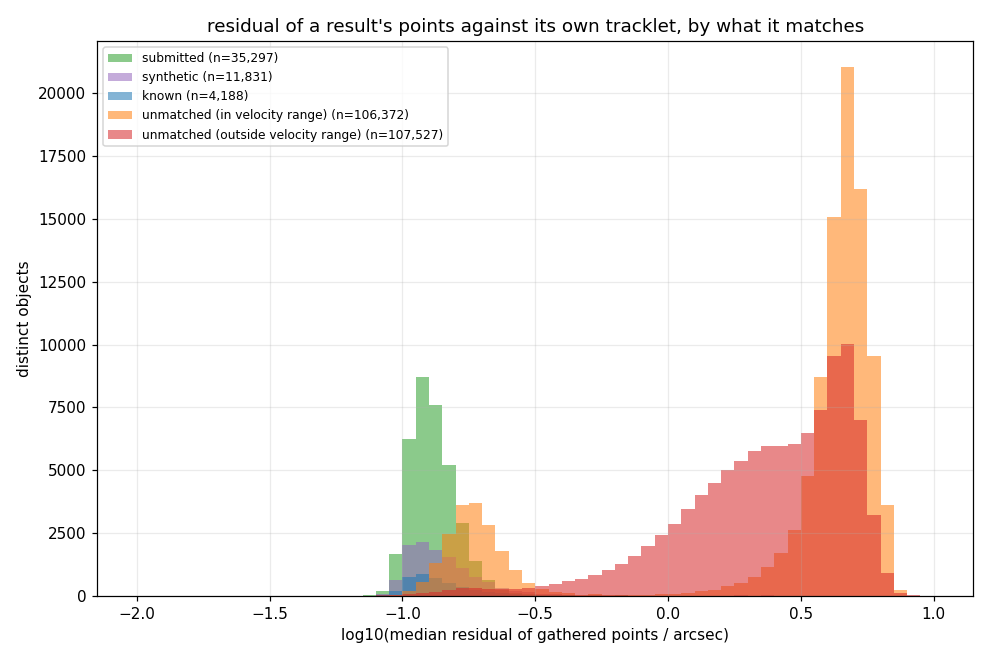 residual of a result's points against its own tracklet, by what it matches
submitted (n=35,297)
synthetic (n=11,831)
known (n=4,188)
unmatched (in velocity range) (n=106,372)
unmatched (outside velocity range) (n=107,527)
distinct objects
20000
17500
15000
12500
10000
7500
5000
2500
0
−2.0 −1.5 −1.0 −0.5 0.0 0.5 1.0
log10(median residual of gathered points / arcsec)